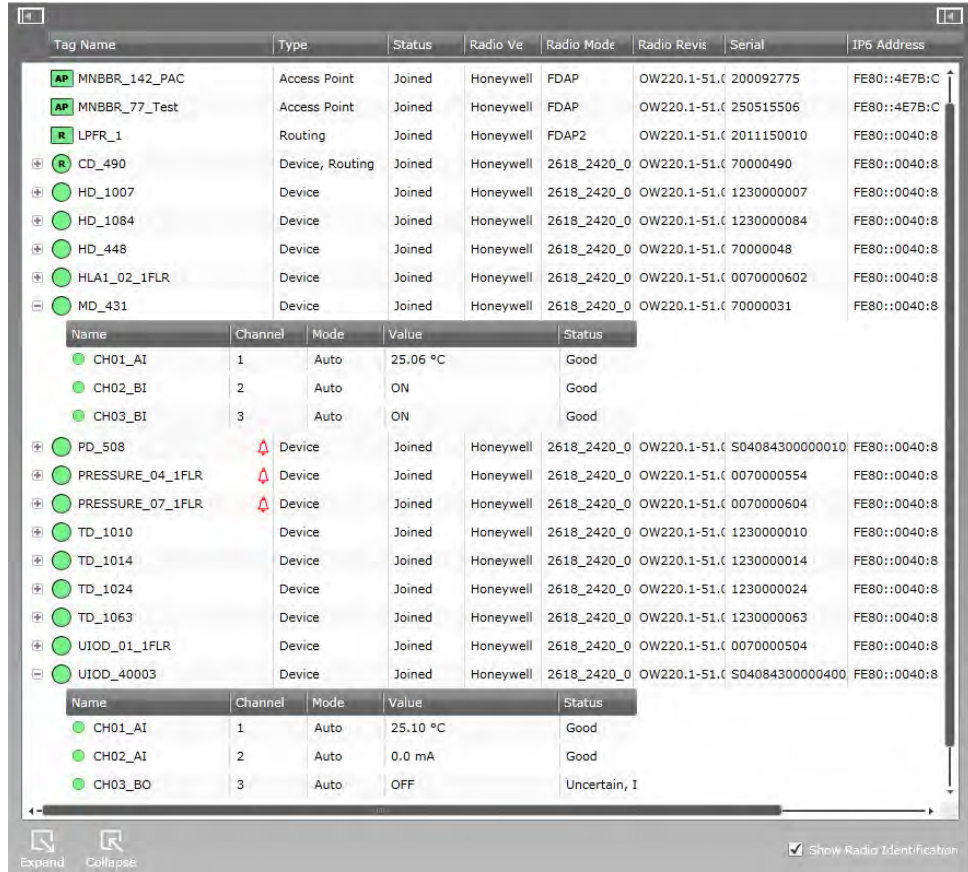 Tag Name Type Status Radio Ve Radio Mode Radio Revis Serial IP6 Address
AP MNBBR_142_PAC Access Point Joined Honeywell FDAP OW220.1-51.( 200092775 FE80::4E7B:C
AP MNBBR_77_Test Access Point Joined Honeywell FDAP OW220.1-51.( 250515506 FE80::4E7B:C
R LPFR_1 Routing Joined Honeywell FDAP2 OW220.1-51.( 2011150010 FE80::0040:8
R CD_490 Device, Routing Joined Honeywell 2618_2420_0 OW220.1-51.( 70000490 FE80::0040:8
HD_1007 Device Joined Honeywell 2618_2420_0 OW220.1-51.( 1230000007 FE80::0040:8
HD_1084 Device Joined Honeywell 2618_2420_0 OW220.1-51.( 1230000084 FE80::0040:8
HD_448 Device Joined Honeywell 2618_2420_0 OW220.1-51.( 70000048 FE80::0040:8
HLA1_02_1FLR Device Joined Honeywell 2618_2420_0 OW220.1-51.( 0070000602 FE80::0040:8
MD_431 Device Joined Honeywell 2618_2420_0 OW220.1-51.( 70000031 FE80::0040:8
Name Channel Mode Value Status
CH01_AI 1 Auto 25.06 °C Good
CH02_BI 2 Auto ON Good
CH03_BI 3 Auto ON Good
PD_508 Device Joined Honeywell 2618_2420_0 OW220.1-51.( S04084300000010 FE80::0040:8
PRESSURE_04_1FLR Device Joined Honeywell 2618_2420_0 OW220.1-51.( 0070000554 FE80::0040:8
PRESSURE_07_1FLR Device Joined Honeywell 2618_2420_0 OW220.1-51.( 0070000604 FE80::0040:8
TD_1010 Device Joined Honeywell 2618_2420_0 OW220.1-51.( 1230000010 FE80::0040:8
TD_1014 Device Joined Honeywell 2618_2420_0 OW220.1-51.( 1230000014 FE80::0040:8
TD_1024 Device Joined Honeywell 2618_2420_0 OW220.1-51.( 1230000024 FE80::0040:8
TD_1063 Device Joined Honeywell 2618_2420_0 OW220.1-51.( 1230000063 FE80::0040:8
UIOD_01_1FLR Device Joined Honeywell 2618_2420_0 OW220.1-51.( 0070000504 FE80::0040:8
UIOD_40003 Device Joined Honeywell 2618_2420_0 OW220.1-51.( S04084300000400 FE80::0040:8
Name Channel Mode Value Status
CH01_AI 1 Auto 25.10 °C Good
CH02_AI 2 Auto 0.0 mA Good
CH03_BO 3 Auto OFF Uncertain, I
Expand Collapse Show Radio Identification